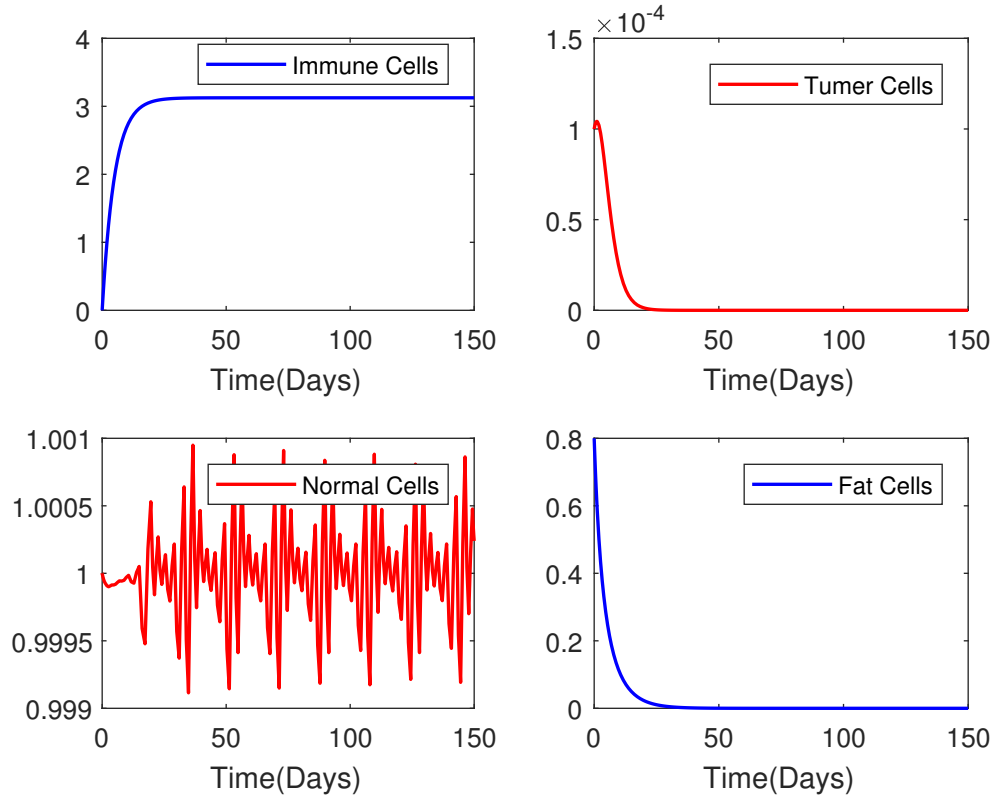 4
3
2
1
0
Immune Cells
0 50 100 150
Time(Days)
×10-4
1.5
1
0.5
0
Tumer Cells
0 50 100 150
Time(Days)
1.001
1.0005
1
0.9995
0.999
Normal Cells
0 50 100 150
Time(Days)
0.8
0.6
0.4
0.2
0
Fat Cells
0 50 100 150
Time(Days)